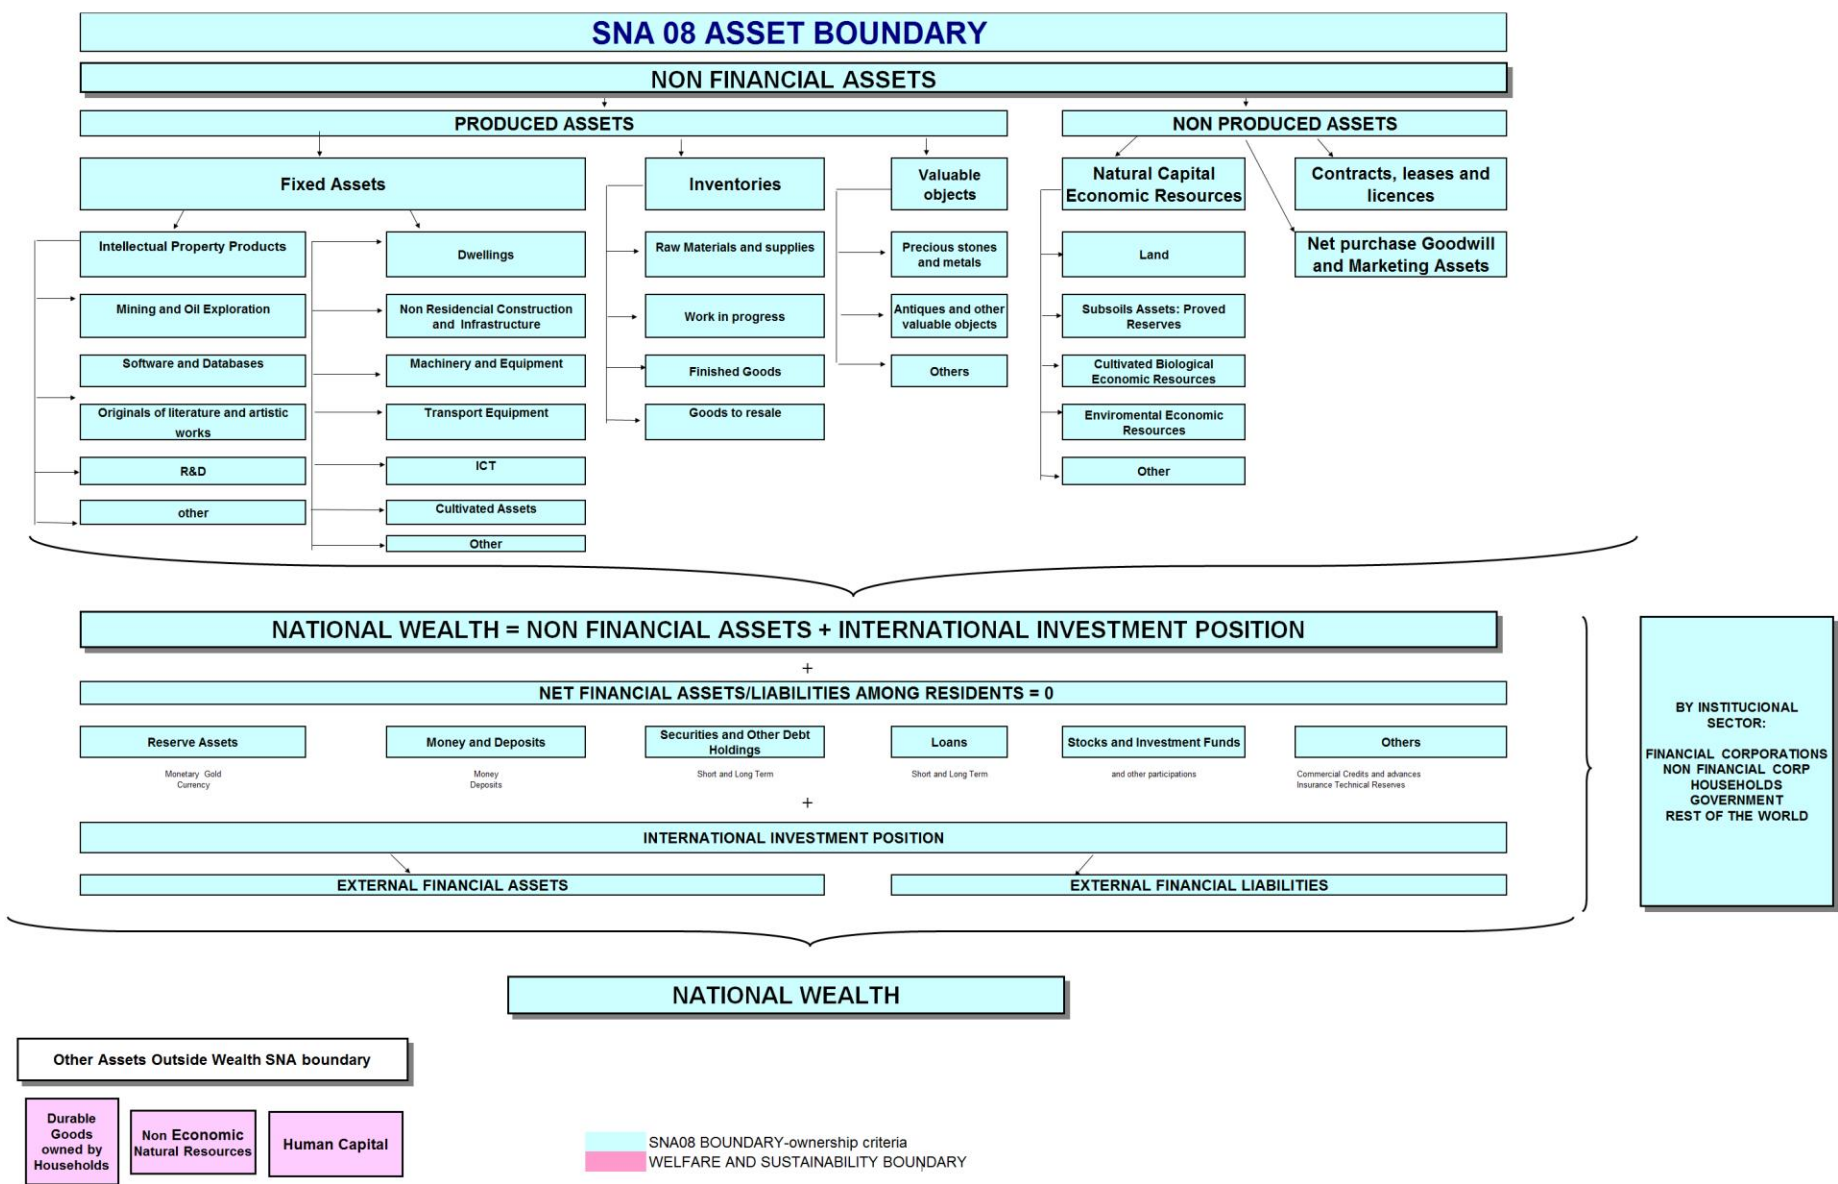 SNA 08 ASSET BOUNDARY
NON FINANCIAL ASSETS
PRODUCED ASSETS
NON PRODUCED ASSETS
Fixed Assets
Inventories
Valuable
objects
Natural Capital
Economic Resources
Contracts, leases and
licences
Intellectual Property Products
Dwellings
Raw Materials and supplies
Precious stones
and metals
Land
Net purchase Goodwill
and Marketing Assets
Mining and Oil Exploration
Non Residencial Construction
and Infrastructure
Work in progress
Antiques and other
valuable objects
Subsoils Assets: Proved
Reserves
Software and Databases
Machinery and Equipment
Finished Goods
Others
Cultivated Biological
Economic Resources
Originals of literature and artistic
works
Transport Equipment
Goods to resale
Enviromental Economic
Resources
R&D
ICT
Other
other
Cultivated Assets
Other
NATIONAL WEALTH = NON FINANCIAL ASSETS + INTERNATIONAL INVESTMENT POSITION
+
NET FINANCIAL ASSETS/LIABILITIES AMONG RESIDENTS = 0
Reserve Assets
Money and Deposits
Securities and Other Debt
Holdings
Loans
Stocks and Investment Funds
Others
Monetary Gold
Currency
Money
Deposits
Short and Long Term
Short and Long Term
and other participations
Commercial Credits and advances
Insurance Technical Reserves
+
INTERNATIONAL INVESTMENT POSITION
EXTERNAL FINANCIAL ASSETS
EXTERNAL FINANCIAL LIABILITIES
BY INSTITUCIONAL
SECTOR:
FINANCIAL CORPORATIONS
NON FINANCIAL CORP
HOUSEHOLDS
GOVERNMENT
REST OF THE WORLD
NATIONAL WEALTH
Other Assets Outside Wealth SNA boundary
Durable
Goods
owned by
Households
Non Economic
Natural Resources
Human Capital
SNA08 BOUNDARY-ownership criteria
WELFARE AND SUSTAINABILITY BOUNDARY